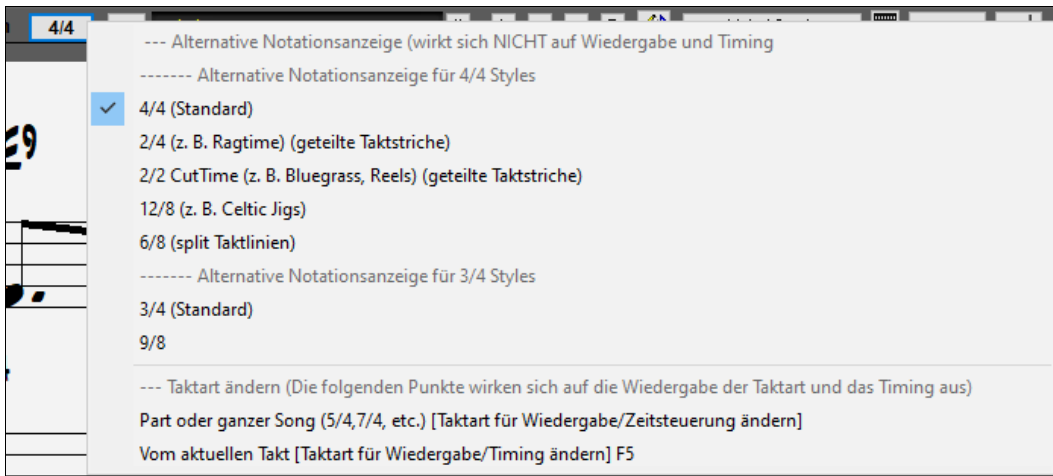 4/4
--- Alternative Notationsanzeige (wirkt sich NICHT auf Wiedergabe und Timing
------- Alternative Notationsanzeige für 4/4 Styles
4/4 (Standard)
2/4 (z. B. Ragtime) (geteilte Taktstriche)
2/2 CutTime (z. B. Bluegrass, Reels) (geteilte Taktstriche)
12/8 (z. B. Celtic Jigs)
6/8 (split Taktlinien)
------- Alternative Notationsanzeige für 3/4 Styles
3/4 (Standard)
9/8
--- Taktart ändern (Die folgenden Punkte wirken sich auf die Wiedergabe der Taktart und das Timing aus)
Part oder ganzer Song (5/4,7/4, etc.) [Taktart für Wiedergabe/Zeitsteuerung ändern]
Vom aktuellen Takt [Taktart für Wiedergabe/Timing ändern] F5